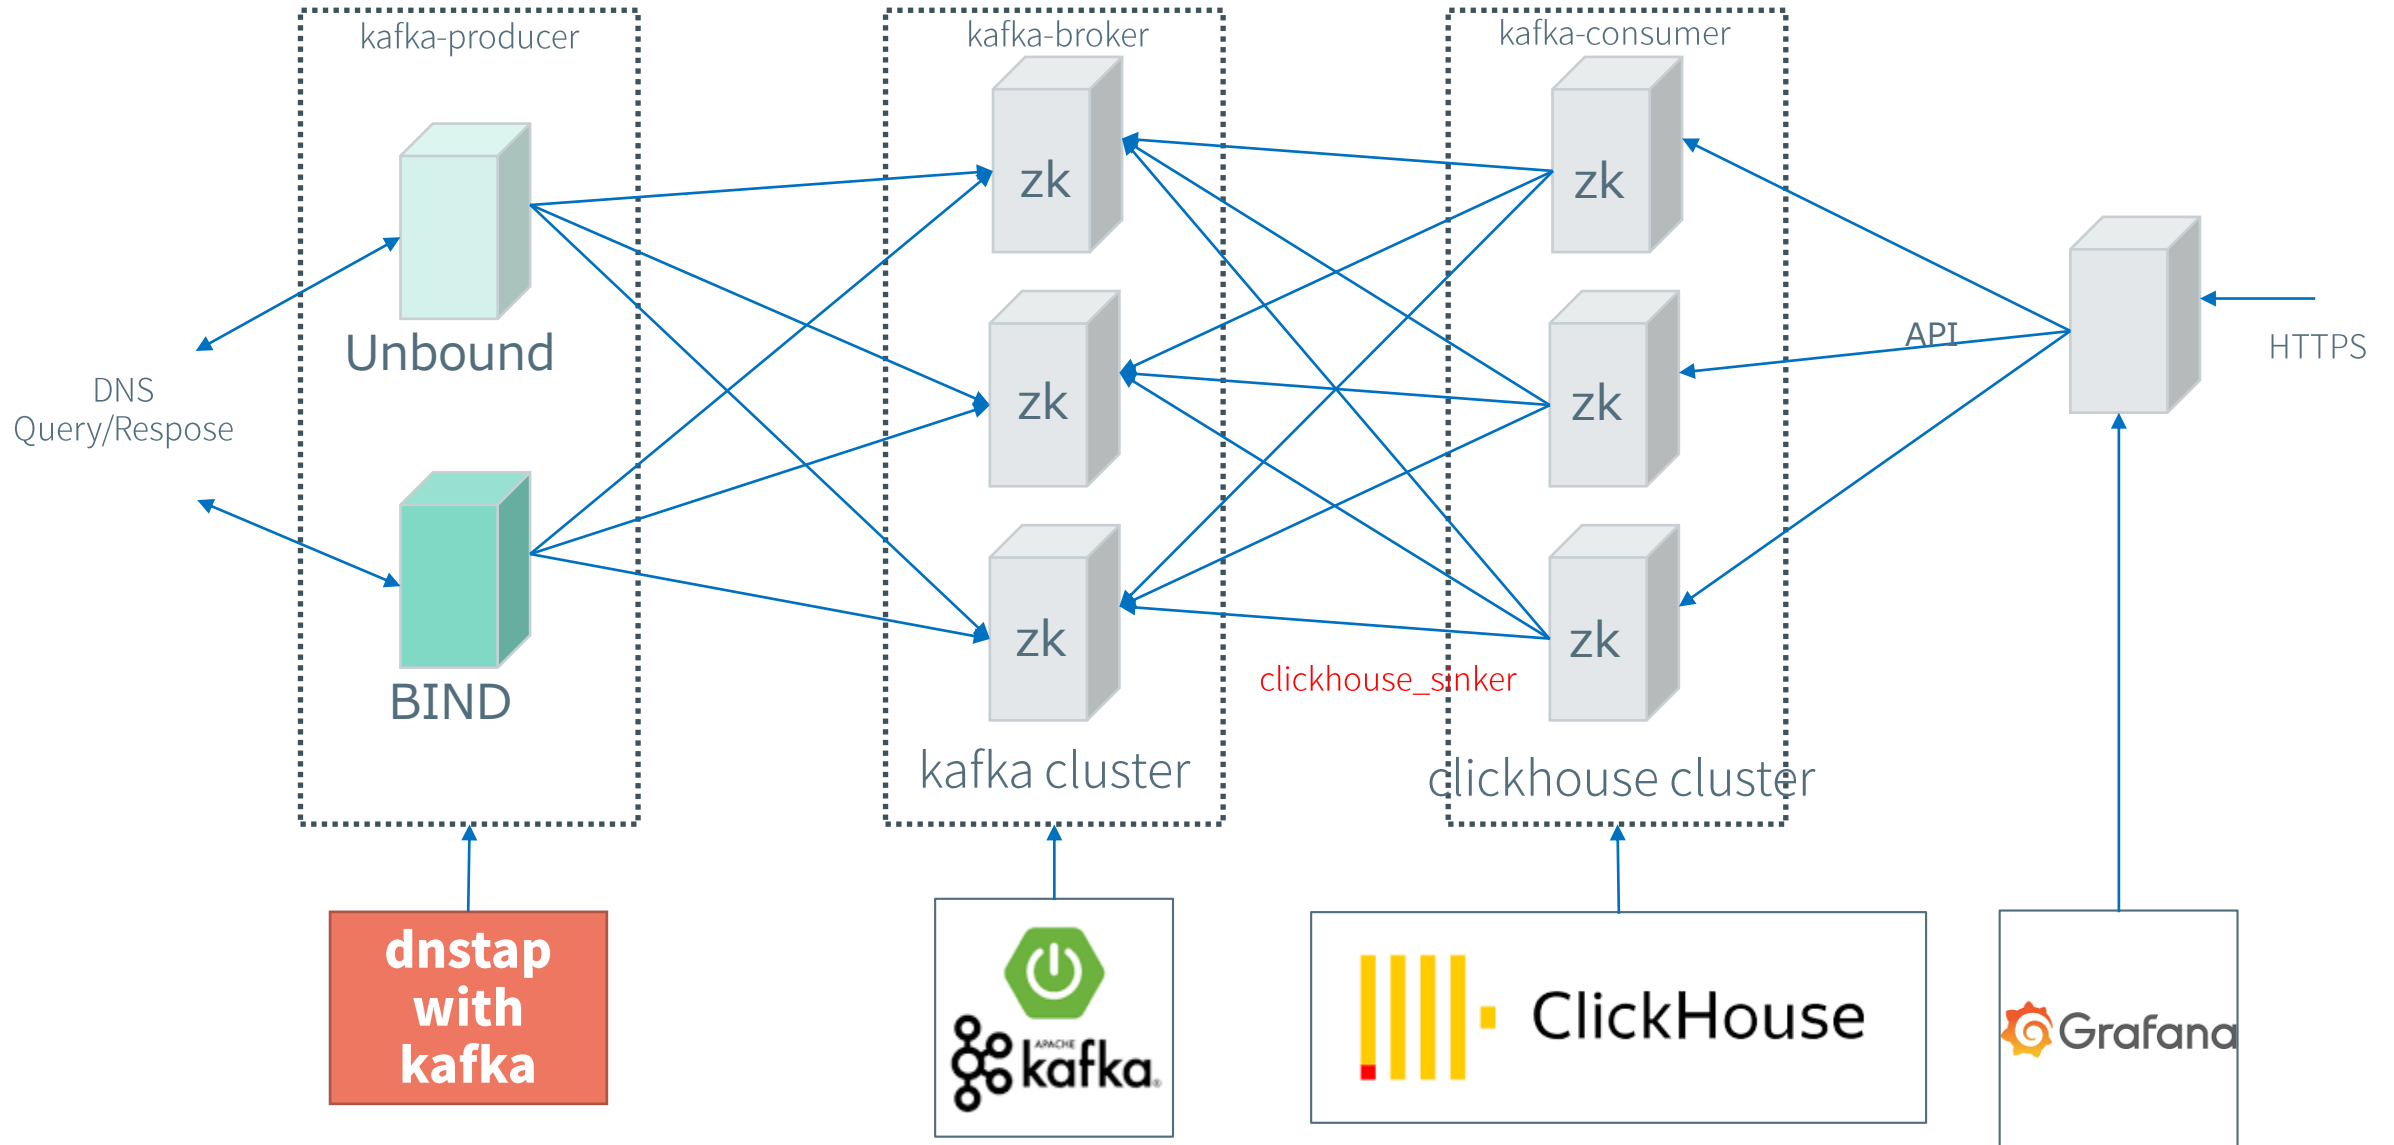 kafka-producer
kafka-broker
kafka-consumer
zk
zk
Unbound
API
HTTPS
DNS
Query/Respose
zk
zk
BIND
zk
zk
clickhouse_sinker
kafka cluster
clickhouse cluster
dnstap
with
kafka
APACHE
kafka®
ClickHouse
Grafana